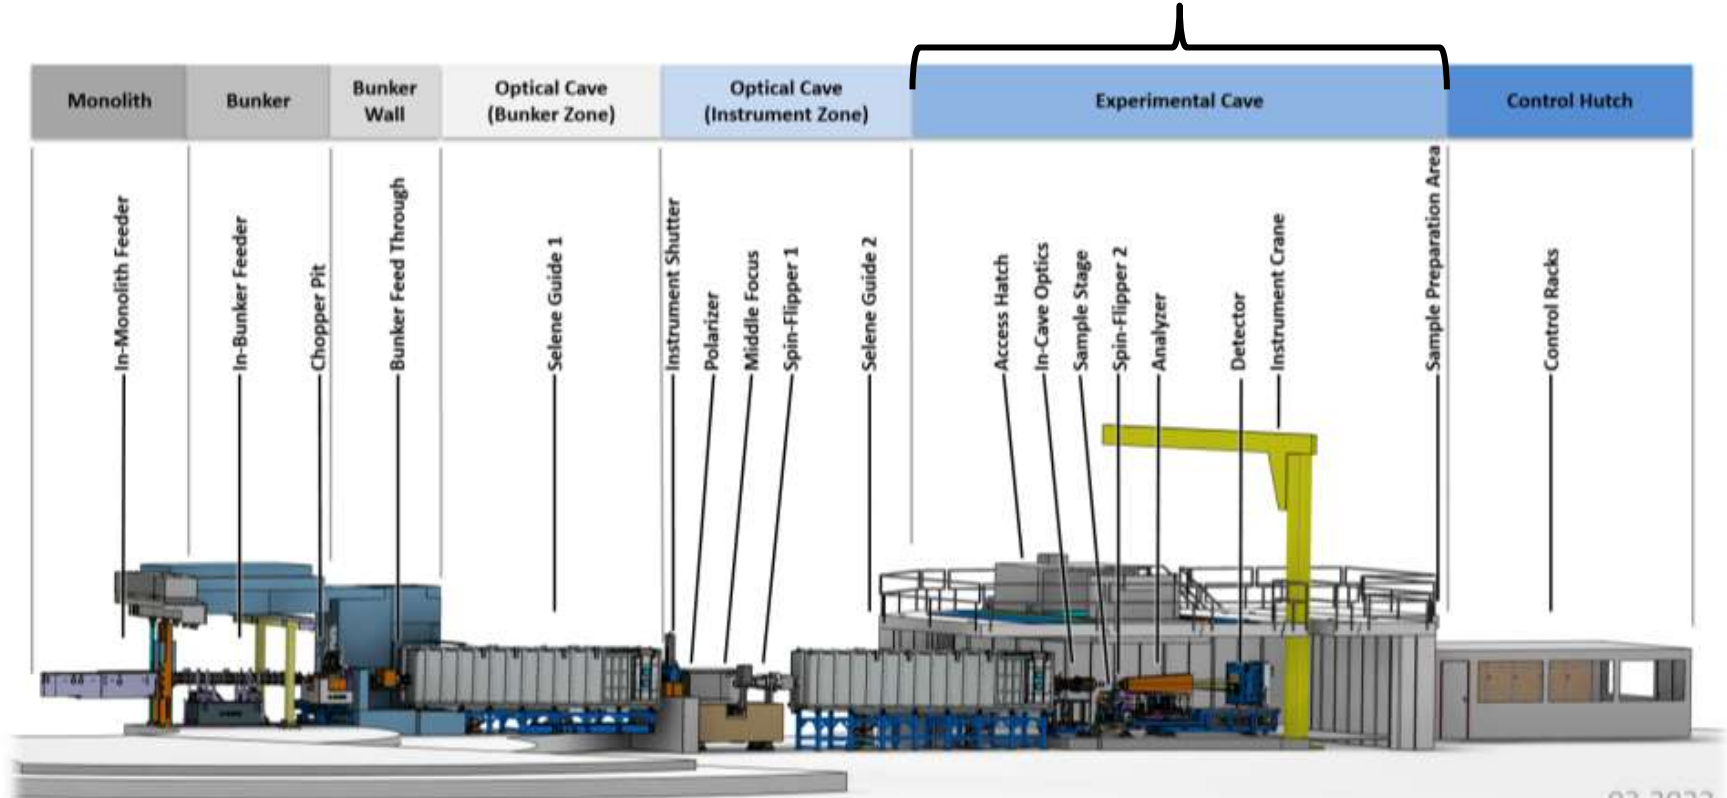 Monolith
Bunker
Bunker
Wall
Optical Cave
(Bunker Zone)
Optical Cave
(Instrument Zone)
Experimental Cave
Control Hutch
In-Monolith Feeder
In-Bunker Feeder
Chopper Pit
Bunker Feed Through
Selene Guide 1
Instrument Shutter
Polarizer
Middle Focus
Spin-Flipper 1
Selene Guide 2
Access Hatch
In-Cave Optics
Sample Stage
Spin-Flipper 2
Analyzer
Detector
Instrument Crane
Sample Preparation Area
Control Racks